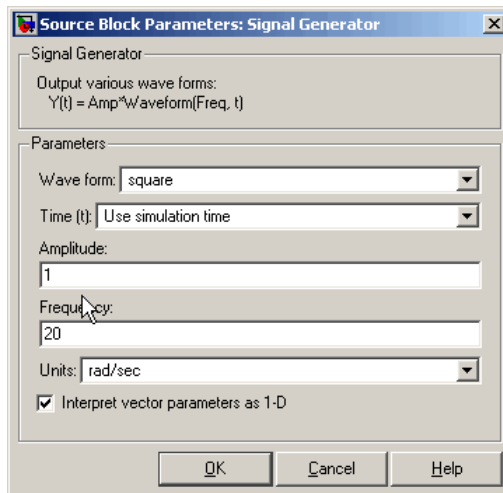 Source Block Parameters: Signal Generator
Signal Generator
Output various wave forms:
Y(t) = Amp*Waveform(Freq, t)
Parameters
Wave form: square
Time (t): Use simulation time
Amplitude:
1
Frequency:
20
Units: rad/sec
Interpret vector parameters as 1-D
OK Cancel Help